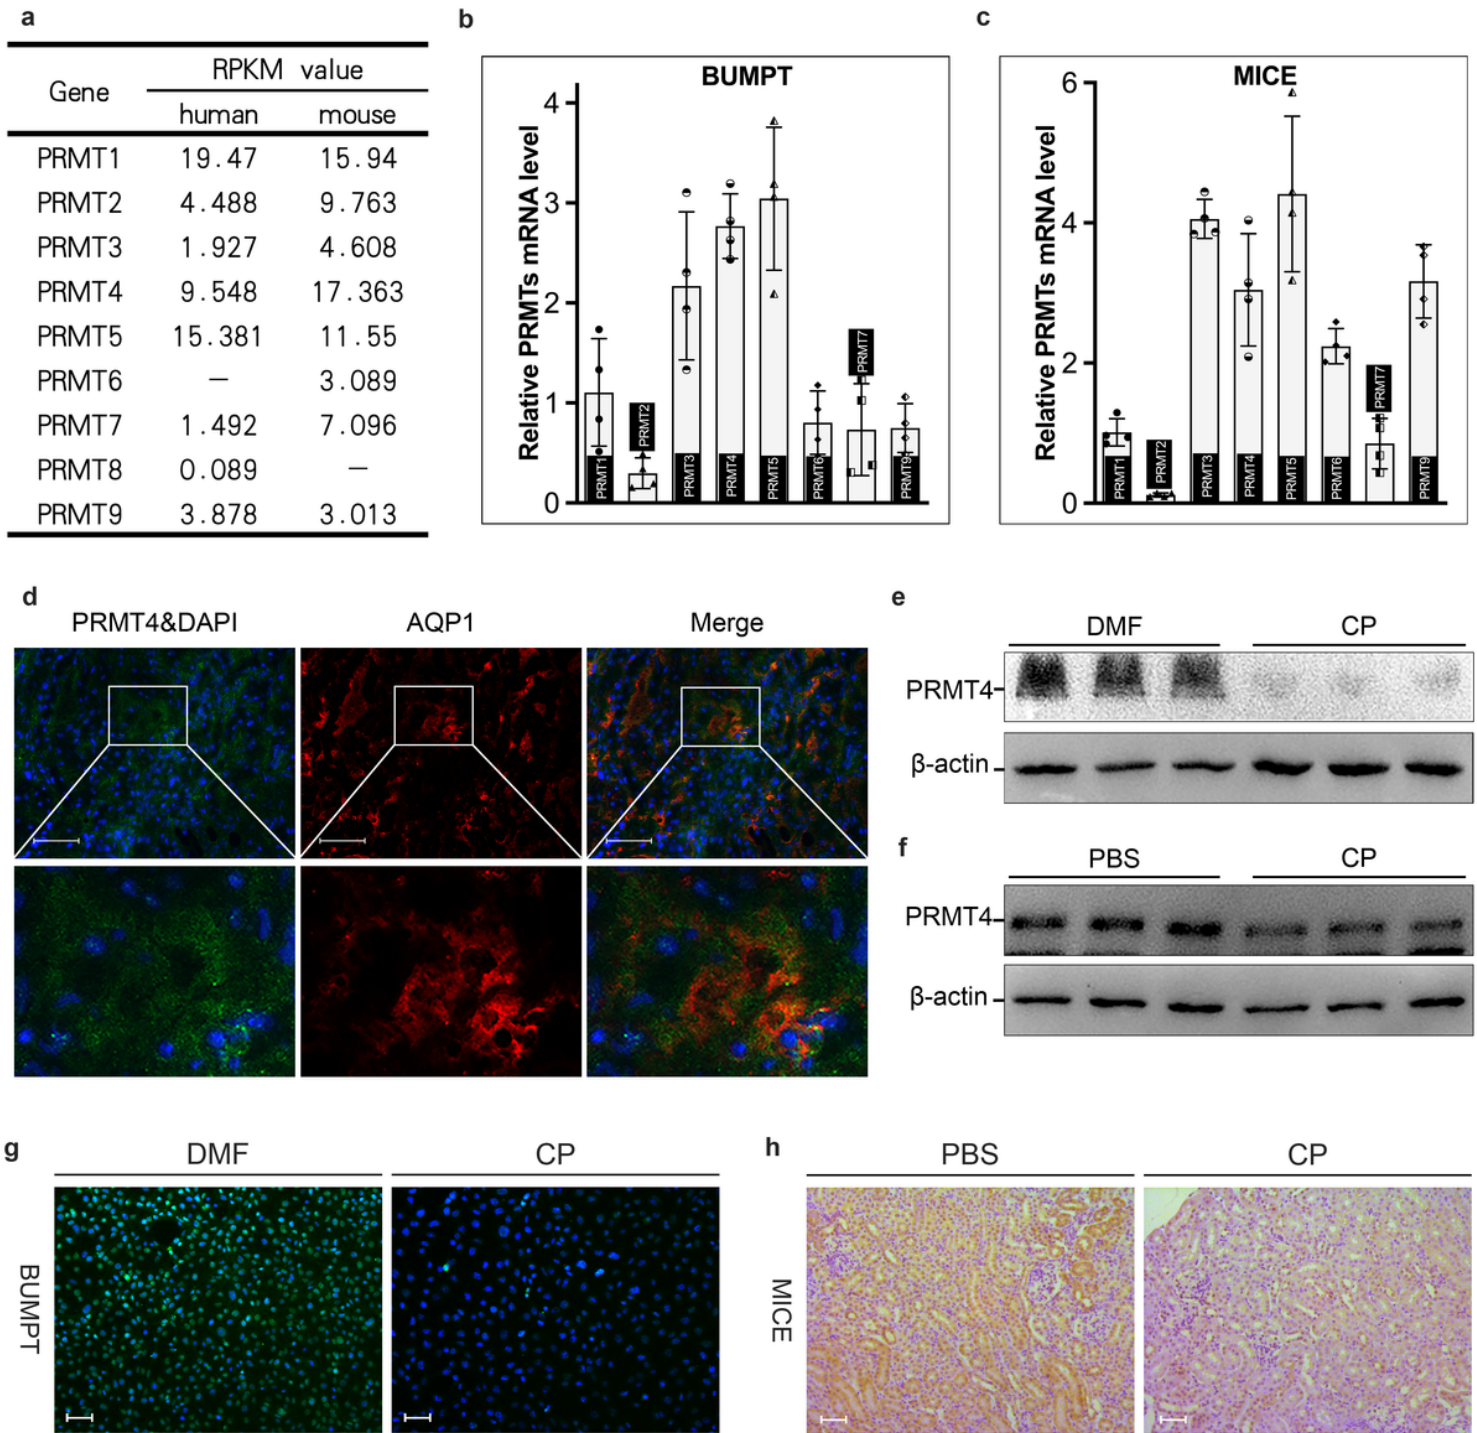 a
Gene RPKM value
human mouse
PRMT1 19.47 15.94
PRMT2 4.488 9.763
PRMT3 1.927 4.608
PRMT4 9.548 17.363
PRMT5 15.381 11.55
PRMT6 — 3.089
PRMT7 1.492 7.096
PRMT8 0.089 —
PRMT9 3.878 3.013
b
BUMPT
Relative PRMTs mRNA level
4
3
2
1
0
PRMT1
PRMT2
PRMT3
PRMT4
PRMT5
PRMT6
PRMT7
PRMT9
c
MICE
Relative PRMTs mRNA level
6
4
2
0
PRMT1
PRMT2
PRMT3
PRMT4
PRMT5
PRMT6
PRMT7
PRMT9
d
PRMT4&DAPI AQP1 Merge
e
DMF CP
PRMT4
β-actin
f
PBS CP
PRMT4
β-actin
g
DMF CP
BUMPT
h
PBS CP
MICE